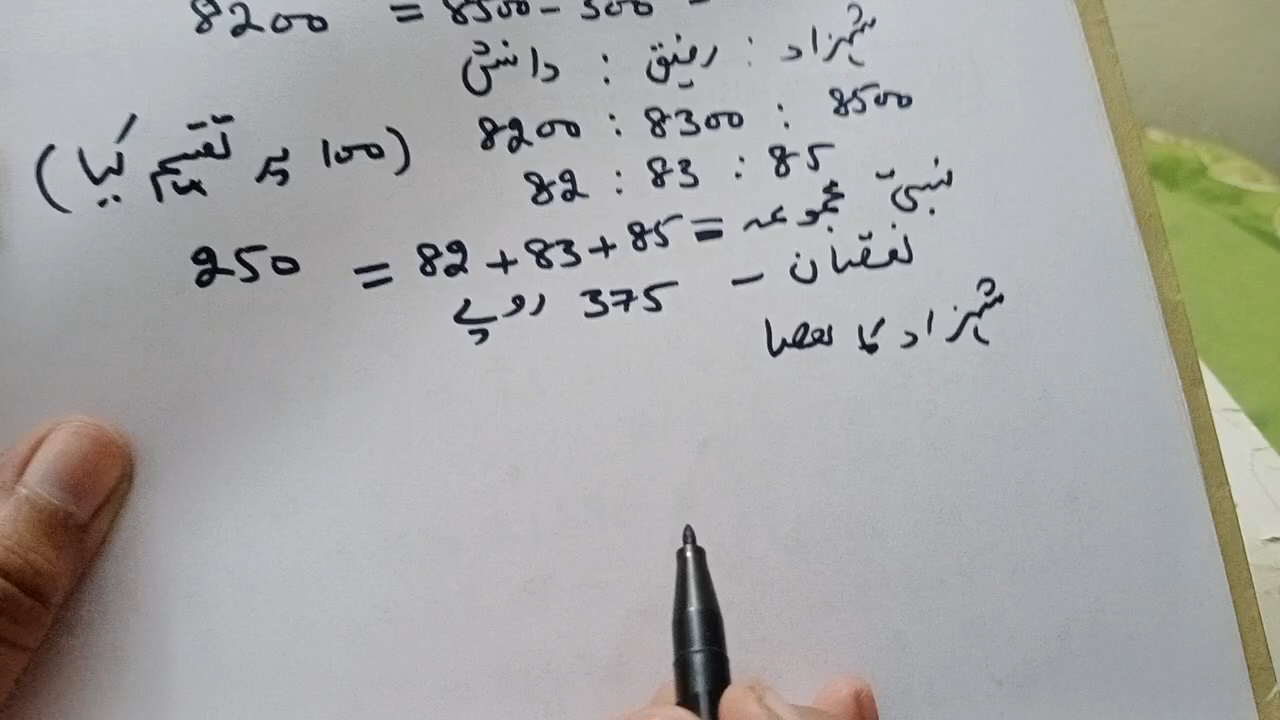 8200 = 8500 - 300
شہزاد : رفیق : دانش
8200 : 8300 : 8500
82 : 83 : 85 (100 پر تقسیم کیا)
نسبتی مجموعہ = 82 + 83 + 85 = 250
نقصان - 375 روپے
شہزاد کا حصہ